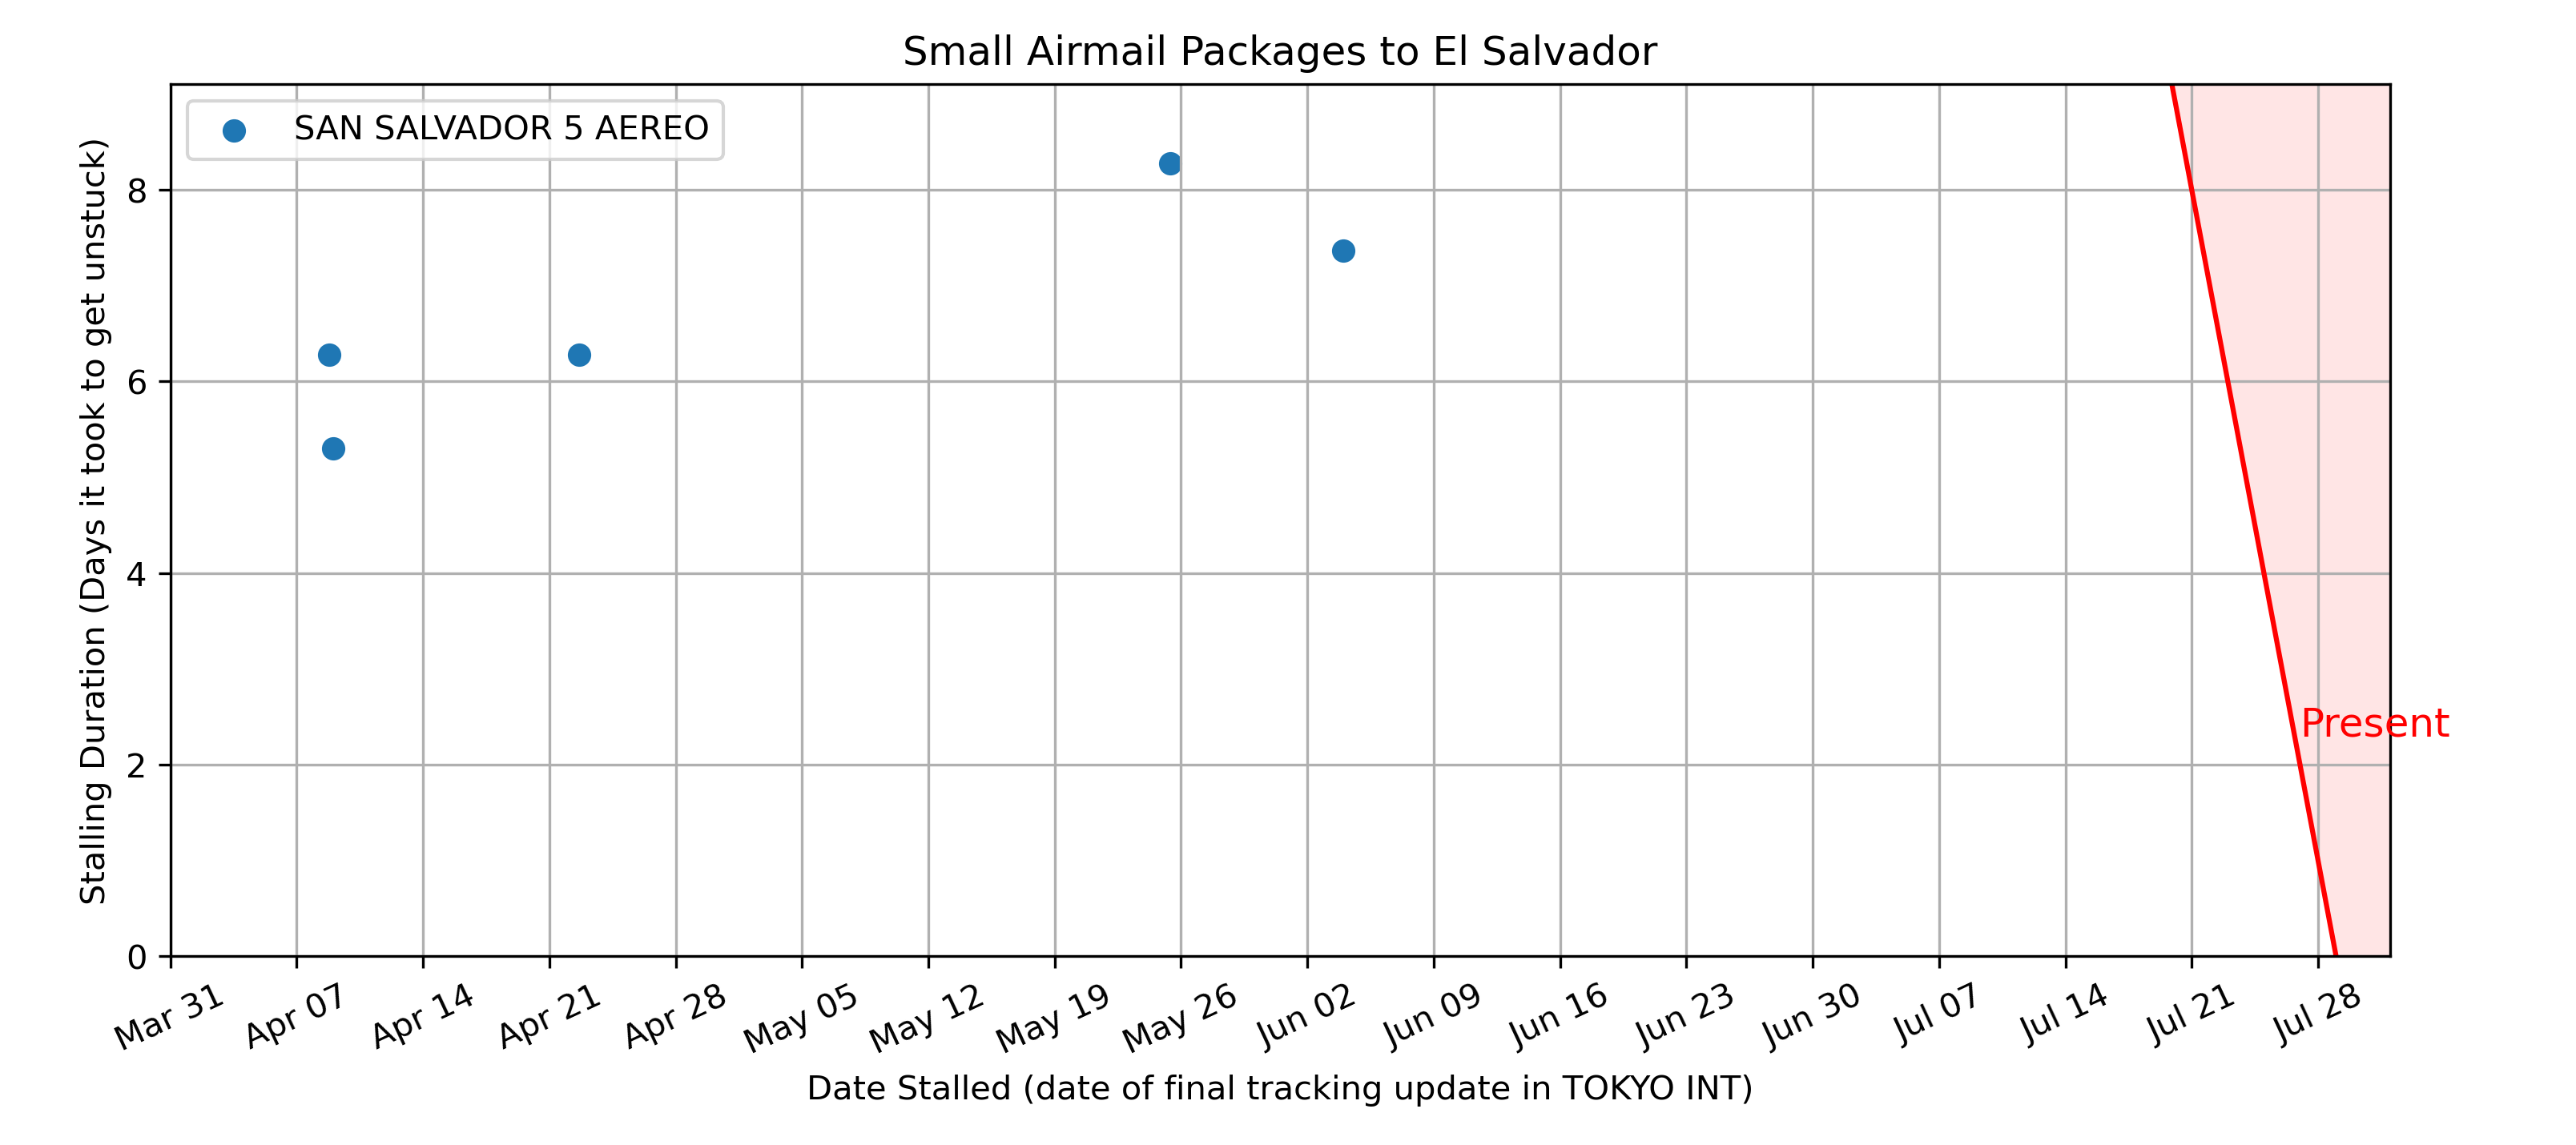 Small Airmail Packages to El Salvador
SAN SALVADOR 5 AEREO
Stalling Duration (Days it took to get unstuck)
8
6
4
2
0
Present
Mar 31 Apr 07 Apr 14 Apr 21 Apr 28 May 05 May 12 May 19 May 26 Jun 02 Jun 09 Jun 16 Jun 23 Jun 30 Jul 07 Jul 14 Jul 21 Jul 28
Date Stalled (date of final tracking update in TOKYO INT)